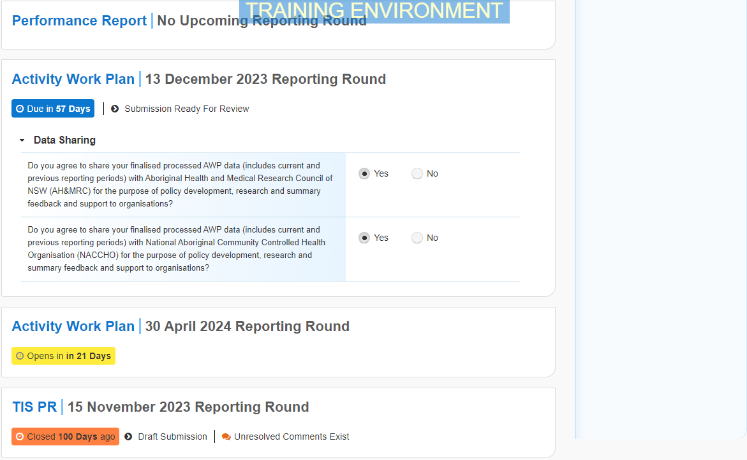 TRAINING ENVIRONMENT
Performance Report | No Upcoming Reporting Round
Activity Work Plan | 13 December 2023 Reporting Round
Due in 57 Days | Submission Ready For Review
Data Sharing
Do you agree to share your finalised processed AWP data (includes current and
previous reporting periods) with Aboriginal Health and Medical Research Council of
NSW (AH&MRC) for the purpose of policy development, research and summary
feedback and support to organisations?
Yes No
Do you agree to share your finalised processed AWP data (includes current and
previous reporting periods) with National Aboriginal Community Controlled Health
Organisation (NACCHO) for the purpose of policy development, research and
summary feedback and support to organisations?
Yes No
Activity Work Plan | 30 April 2024 Reporting Round
Opens in in 21 Days
TIS PR | 15 November 2023 Reporting Round
Closed 100 Days ago Draft Submission | Unresolved Comments Exist